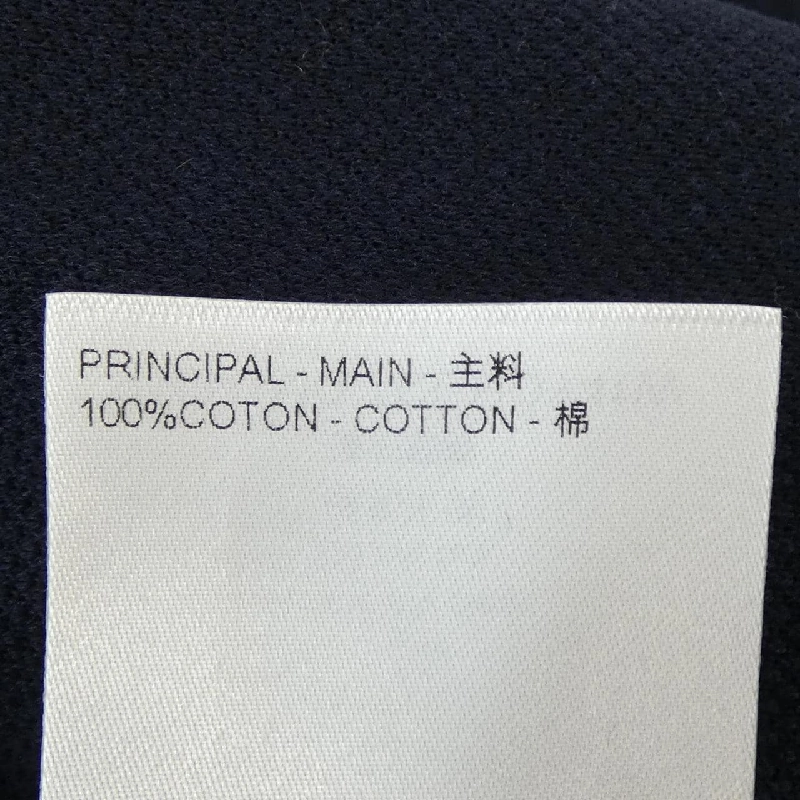 PRINCIPAL - MAIN - 主料
100%COTON - COTTON - 棉